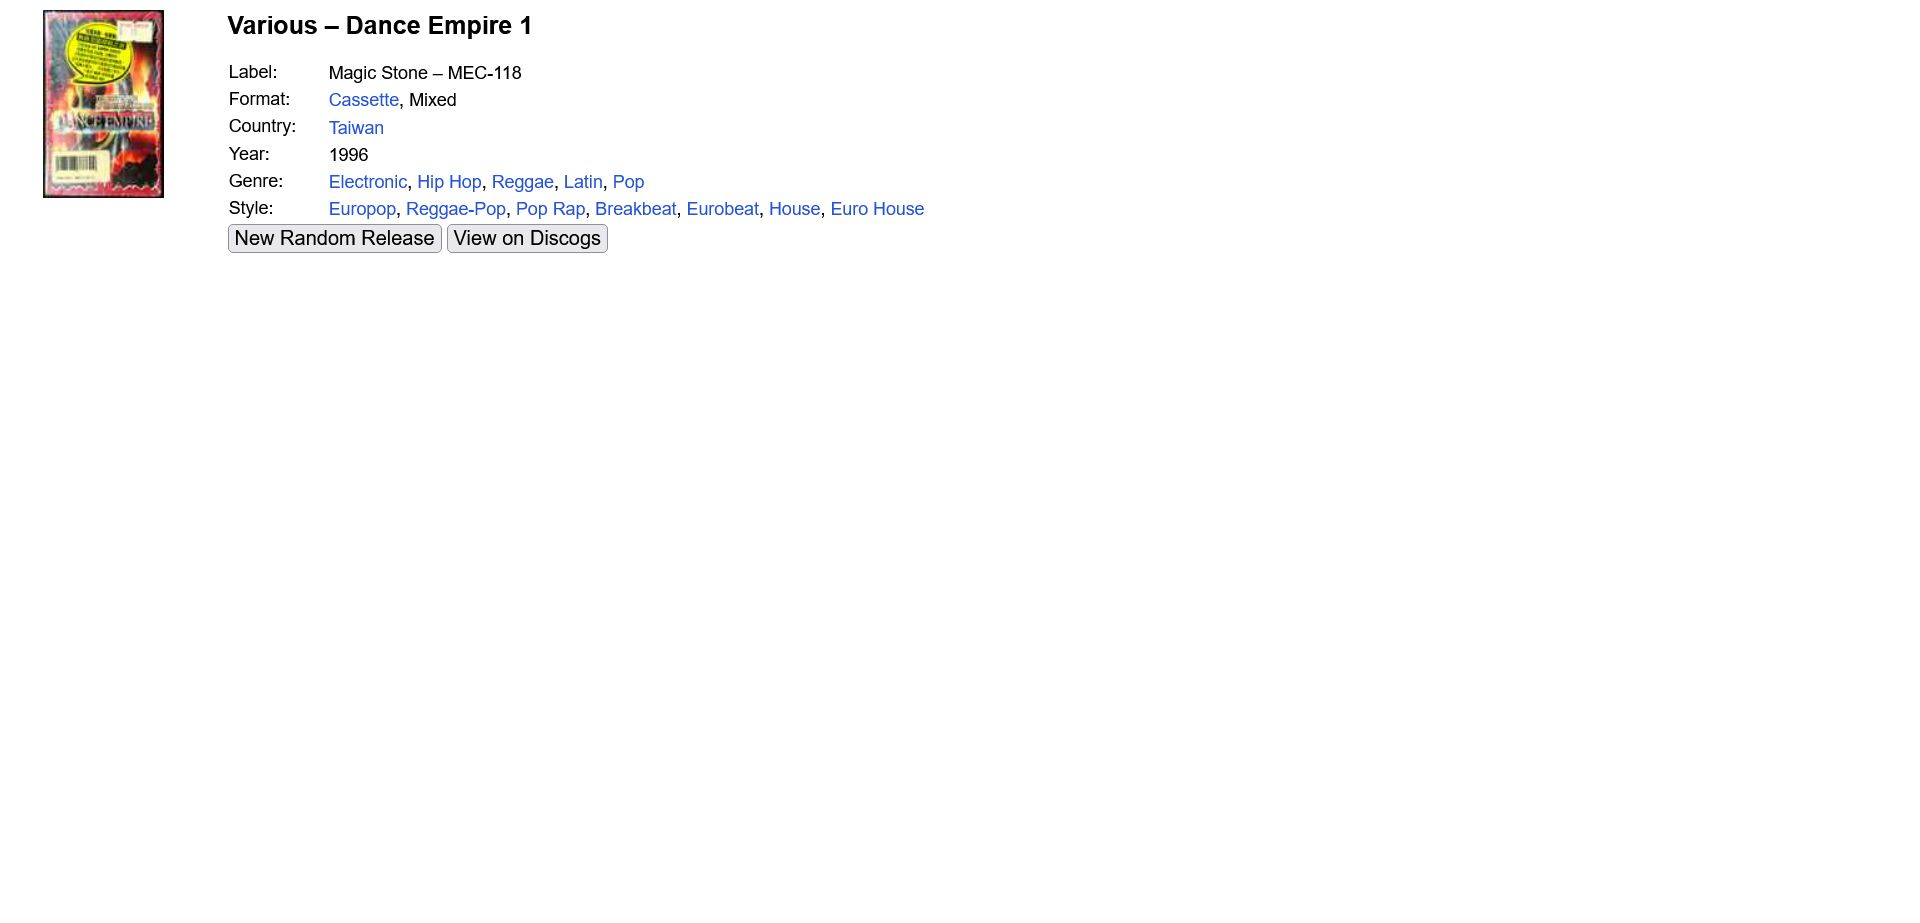 Various – Dance Empire 1
Label: Magic Stone – MEC-118
Format: Cassette, Mixed
Country: Taiwan
Year: 1996
Genre: Electronic, Hip Hop, Reggae, Latin, Pop
Style: Europop, Reggae-Pop, Pop Rap, Breakbeat, Eurobeat, House, Euro House
New Random Release View on Discogs
DANCE EMPIRE